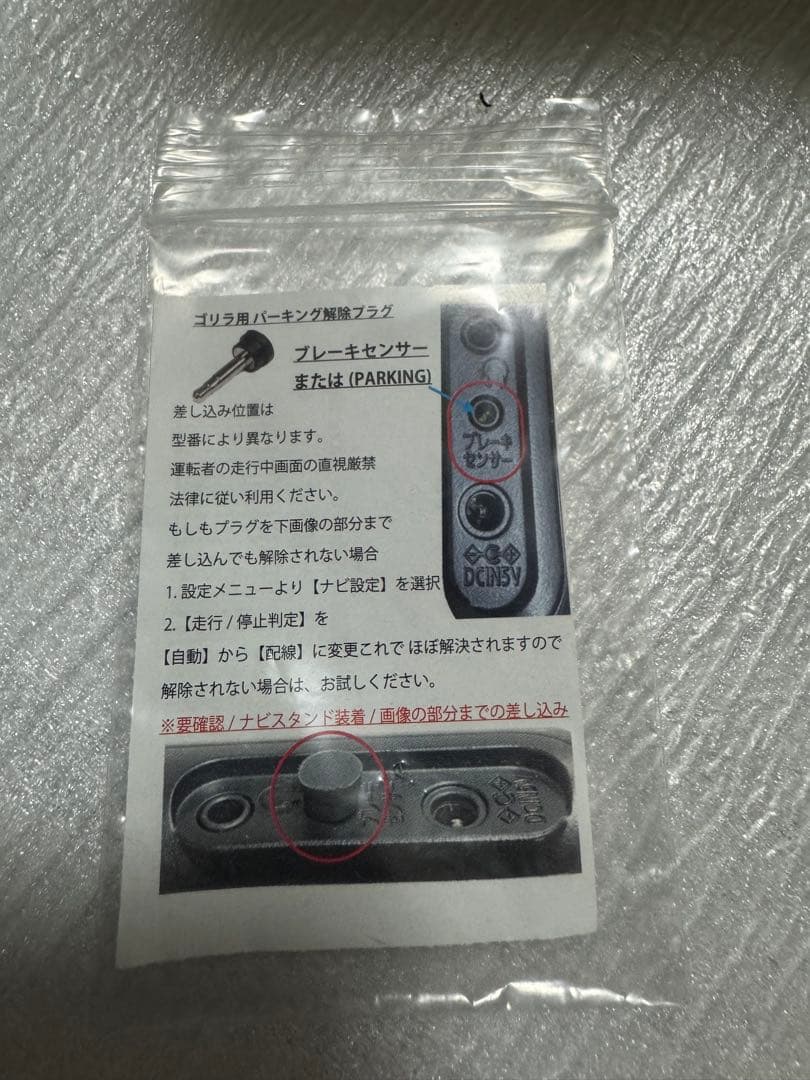 ゴリラ用 パーキング解除プラグ
ブレーキセンサー
または (PARKING)
差し込み位置は
型番により異なります。
運転者の走行中画面の直視厳禁
法律に従い利用ください。
もしもプラグを下画像の部分まで
差し込んでも解除されない場合
1. 設定メニューより【ナビ設定】を選択
2.【走行 / 停止判定】を
【自動】から【配線】に変更これで ほぼ解決されますので
解除されない場合は、お試しください。
※要確認 / ナビスタンド装着 / 画像の部分までの差し込み
ブレーキ
センサー
DCIN5V
DCIN5V